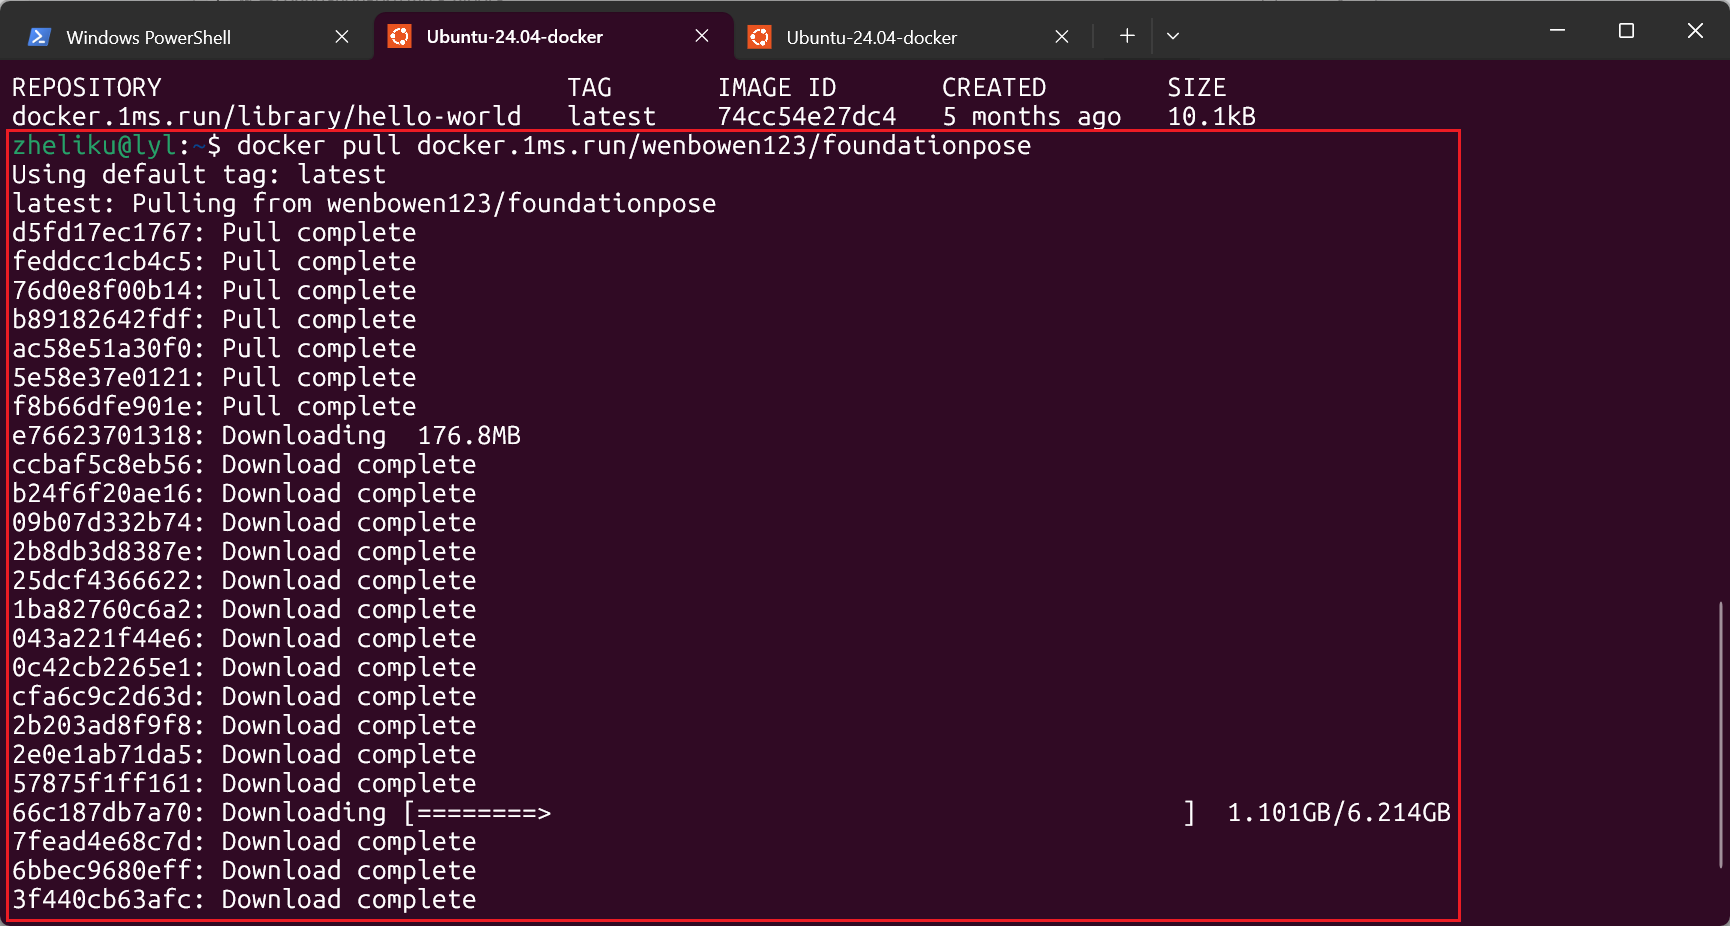 Windows PowerShell
Ubuntu-24.04-docker
Ubuntu-24.04-docker
REPOSITORY TAG IMAGE ID CREATED SIZE
docker.1ms.run/library/hello-world latest 74cc54e27dc4 5 months ago 10.1kB
zheliku@lyl:~$ docker pull docker.1ms.run/wenbowen123/foundationpose
Using default tag: latest
latest: Pulling from wenbowen123/foundationpose
d5fd17ec1767: Pull complete
feddcc1cb4c5: Pull complete
76d0e8f00b14: Pull complete
b89182642fdf: Pull complete
ac58e51a30f0: Pull complete
5e58e37e0121: Pull complete
f8b66dfe901e: Pull complete
e76623701318: Downloading 176.8MB
ccbaf5c8eb56: Download complete
b24f6f20ae16: Download complete
09b07d332b74: Download complete
2b8db3d8387e: Download complete
25dcf4366622: Download complete
1ba82760c6a2: Download complete
043a221f44e6: Download complete
0c42cb2265e1: Download complete
cfa6c9c2d63d: Download complete
2b203ad8f9f8: Download complete
2e0e1ab71da5: Download complete
57875f1ff161: Download complete
66c187db7a70: Downloading [========> ] 1.101GB/6.214GB
7fead4e68c7d: Download complete
6bbec9680eff: Download complete
3f440cb63afc: Download complete